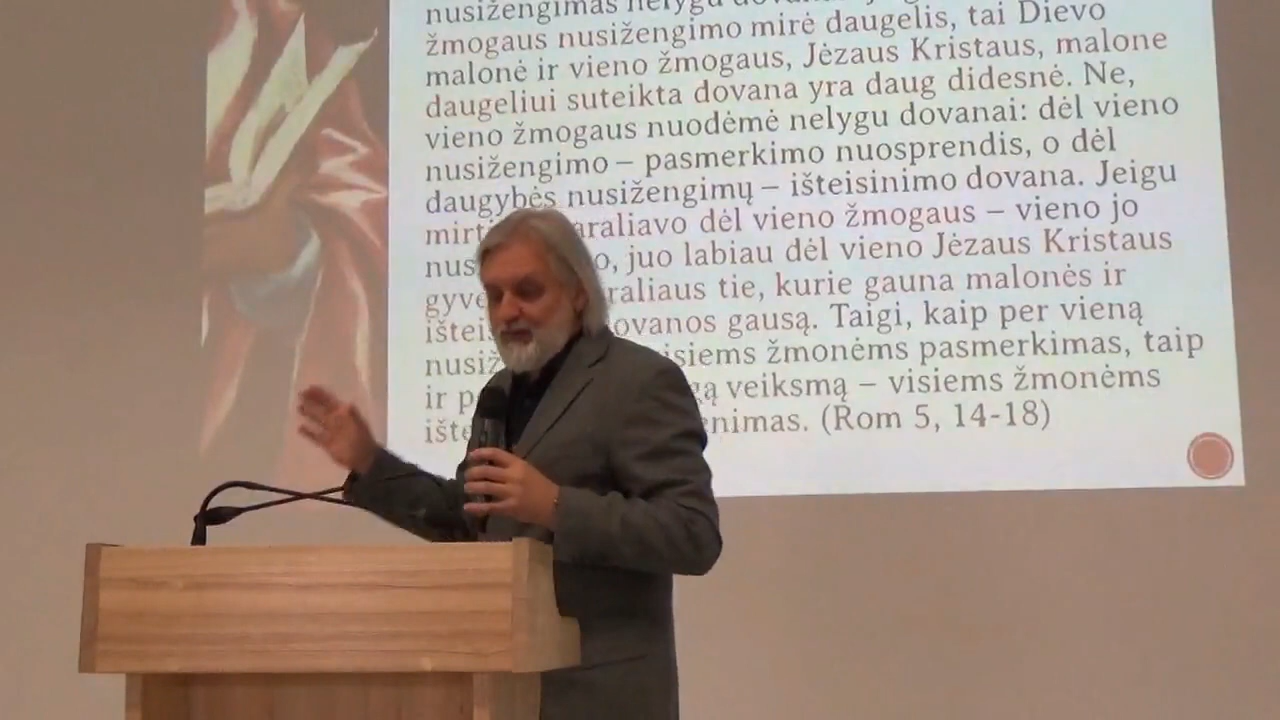 nusižengimas nelygu
žmogaus nusižengimo mirė daugelis, tai Dievo
malonė ir vieno žmogaus, Jėzaus Kristaus, malone
daugeliui suteikta dovana yra daug didesnė. Ne,
vieno žmogaus nuodėmė nelygu dovanai: dėl vieno
nusižengimo – pasmerkimo nuosprendis, o dėl
daugybės nusižengimų – išteisinimo dovana. Jeigu
dėl vieno žmogaus – vieno jo
juo labiau dėl vieno Jėzaus Kristaus
tie, kurie gauna malonės ir
gausą. Taigi, kaip per vieną
žmonėms pasmerkimas, taip
ir veiksmą – visiems žmonėms
(Rom 5, 14-18)